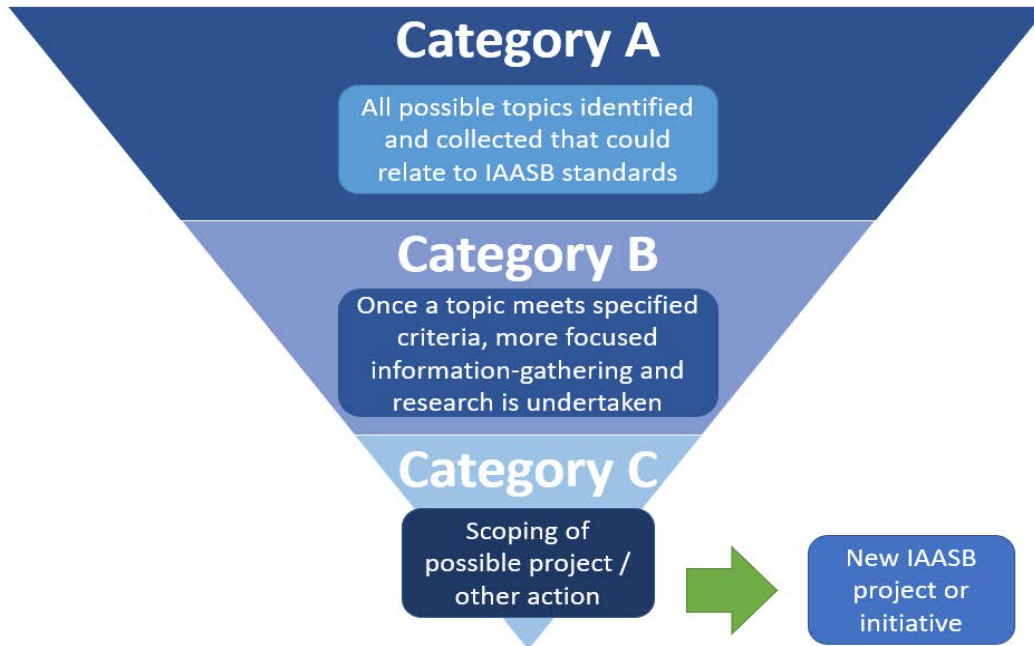 Category A
All possible topics identified
and collected that could
relate to IAASB standards
Category B
Once a topic meets specified
criteria, more focused
information-gathering and
research is undertaken
Category C
Scoping of
possible project /
other action
New IAASB
project or
initiative